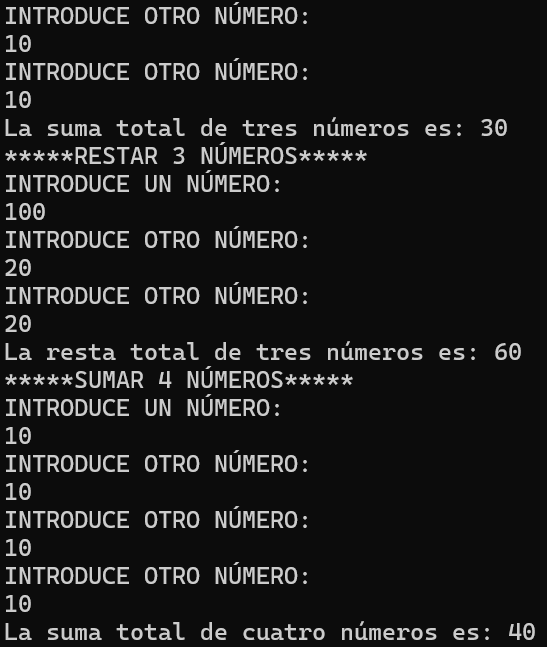 INTRODUCE OTRO NÚMERO:
10
INTRODUCE OTRO NÚMERO:
10
La suma total de tres números es: 30
*****RESTAR 3 NÚMEROS*****
INTRODUCE UN NÚMERO:
100
INTRODUCE OTRO NÚMERO:
20
INTRODUCE OTRO NÚMERO:
20
La resta total de tres números es: 60
*****SUMAR 4 NÚMEROS*****
INTRODUCE UN NÚMERO:
10
INTRODUCE OTRO NÚMERO:
10
INTRODUCE OTRO NÚMERO:
10
INTRODUCE OTRO NÚMERO:
10
La suma total de cuatro números es: 40